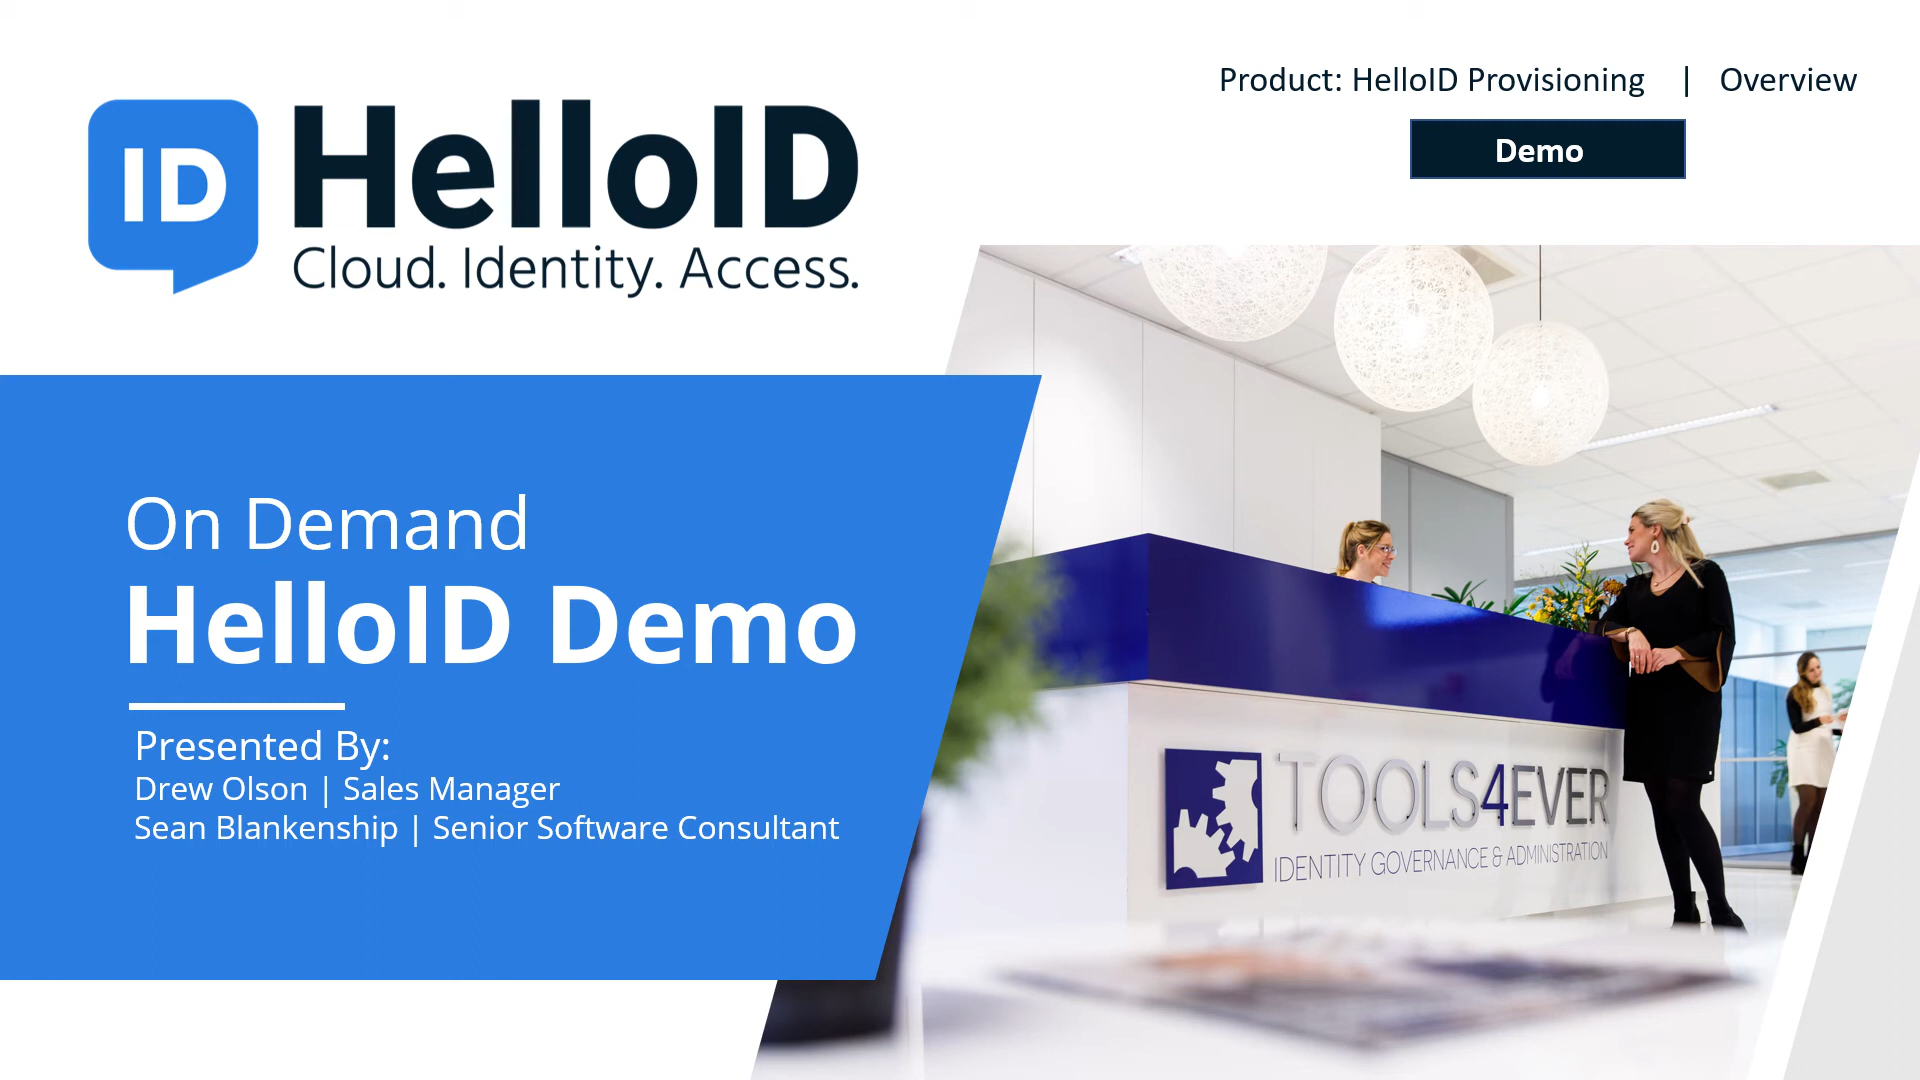 ID HelloID
Cloud. Identity. Access.
Product: HelloID Provisioning | Overview
Demo
On Demand
HelloID Demo
Presented By:
Drew Olson | Sales Manager
Sean Blankenship | Senior Software Consultant
TOOLS4EVER
IDENTITY GOVERNANCE & ADMINISTRATION